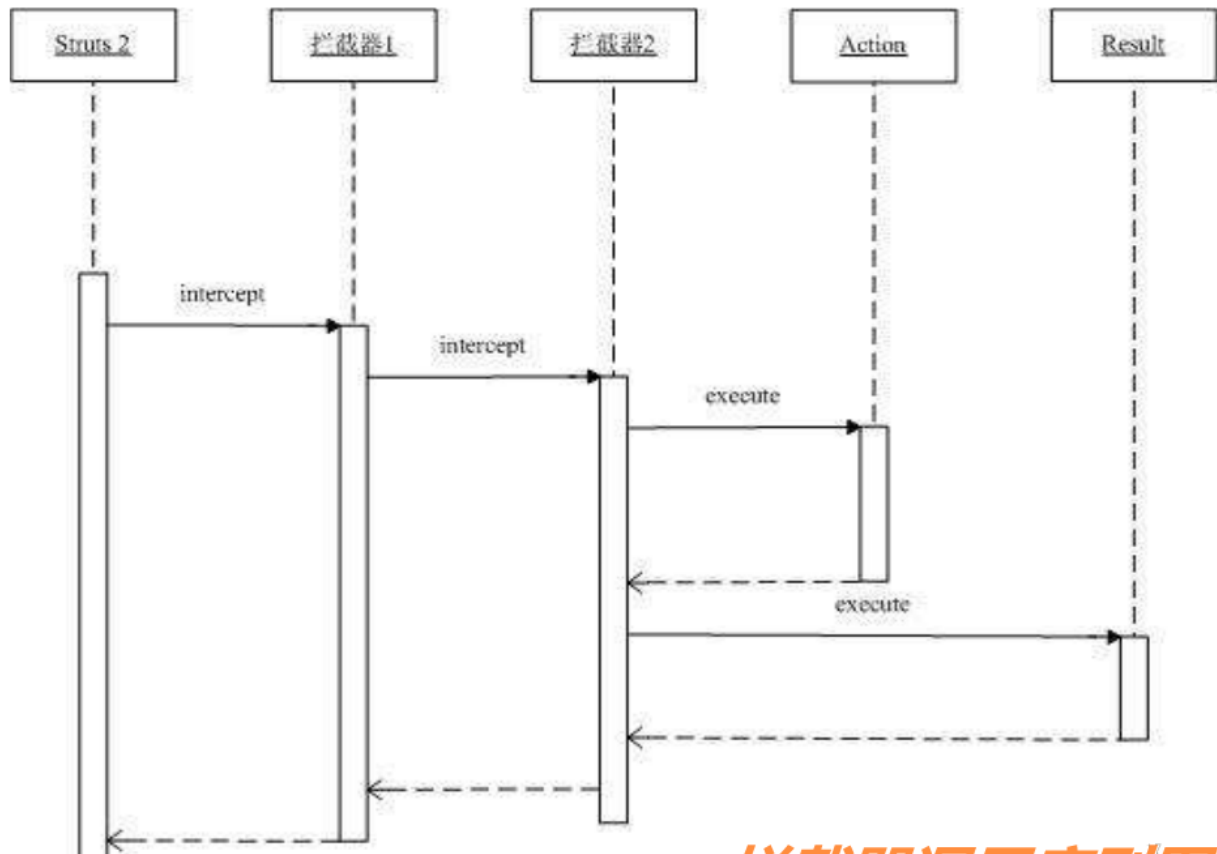 Struts 2
拦截器1
拦截器2
Action
Result
intercept
intercept
execute
execute